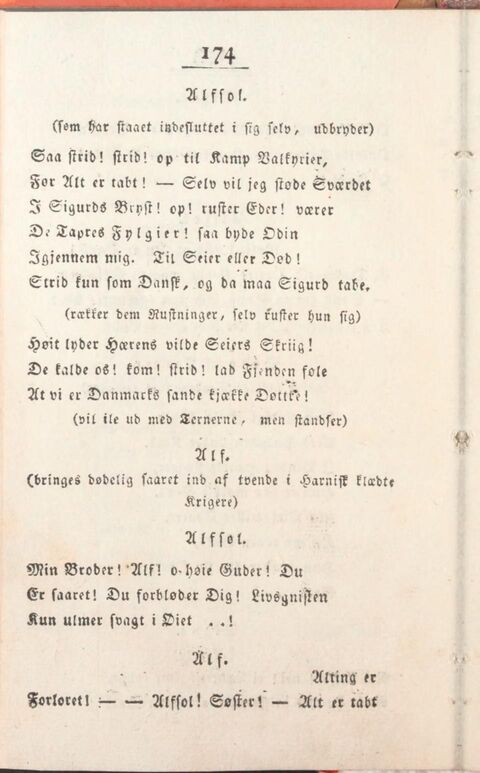 174
Alfsol.
(som har staaet indesluttet i sig selv, udbryder)
Saa strid! strid! op til Kamp Valkyrier,
For Alt er tabt! — Selv vil jeg støde Sværdet
I Sigurds Bryst! op! ruster Eder! værer
De Tapres Fylgier! saa byde Odin
Igjennem mig. Til Seier eller Død!
Strid kun som Dansk, og da maa Sigurd tabe.
(rækker dem Rustninger, selv ruster hun sig)
Høit lyder Hærens vilde Seiers Skriig!
De kalde os! kom! strid! lad Fjenden føle
At vi er Danmarks sande kjække Døttre!
(vil ile ud med Ternerne, men standser)
Alf.
(bringes dødelig saaret ind af tvende i Harnisk klædte
Krigere)
Alfsol.
Min Broder! Alf! o høie Guder! Du
Er saaret! Du forbløder Dig! Livsgnisten
Kun ulmer svagt i Øiet . . !
Alf.
Alting er
Forloret! — — Alfsol! Søster! — Alt er tabt